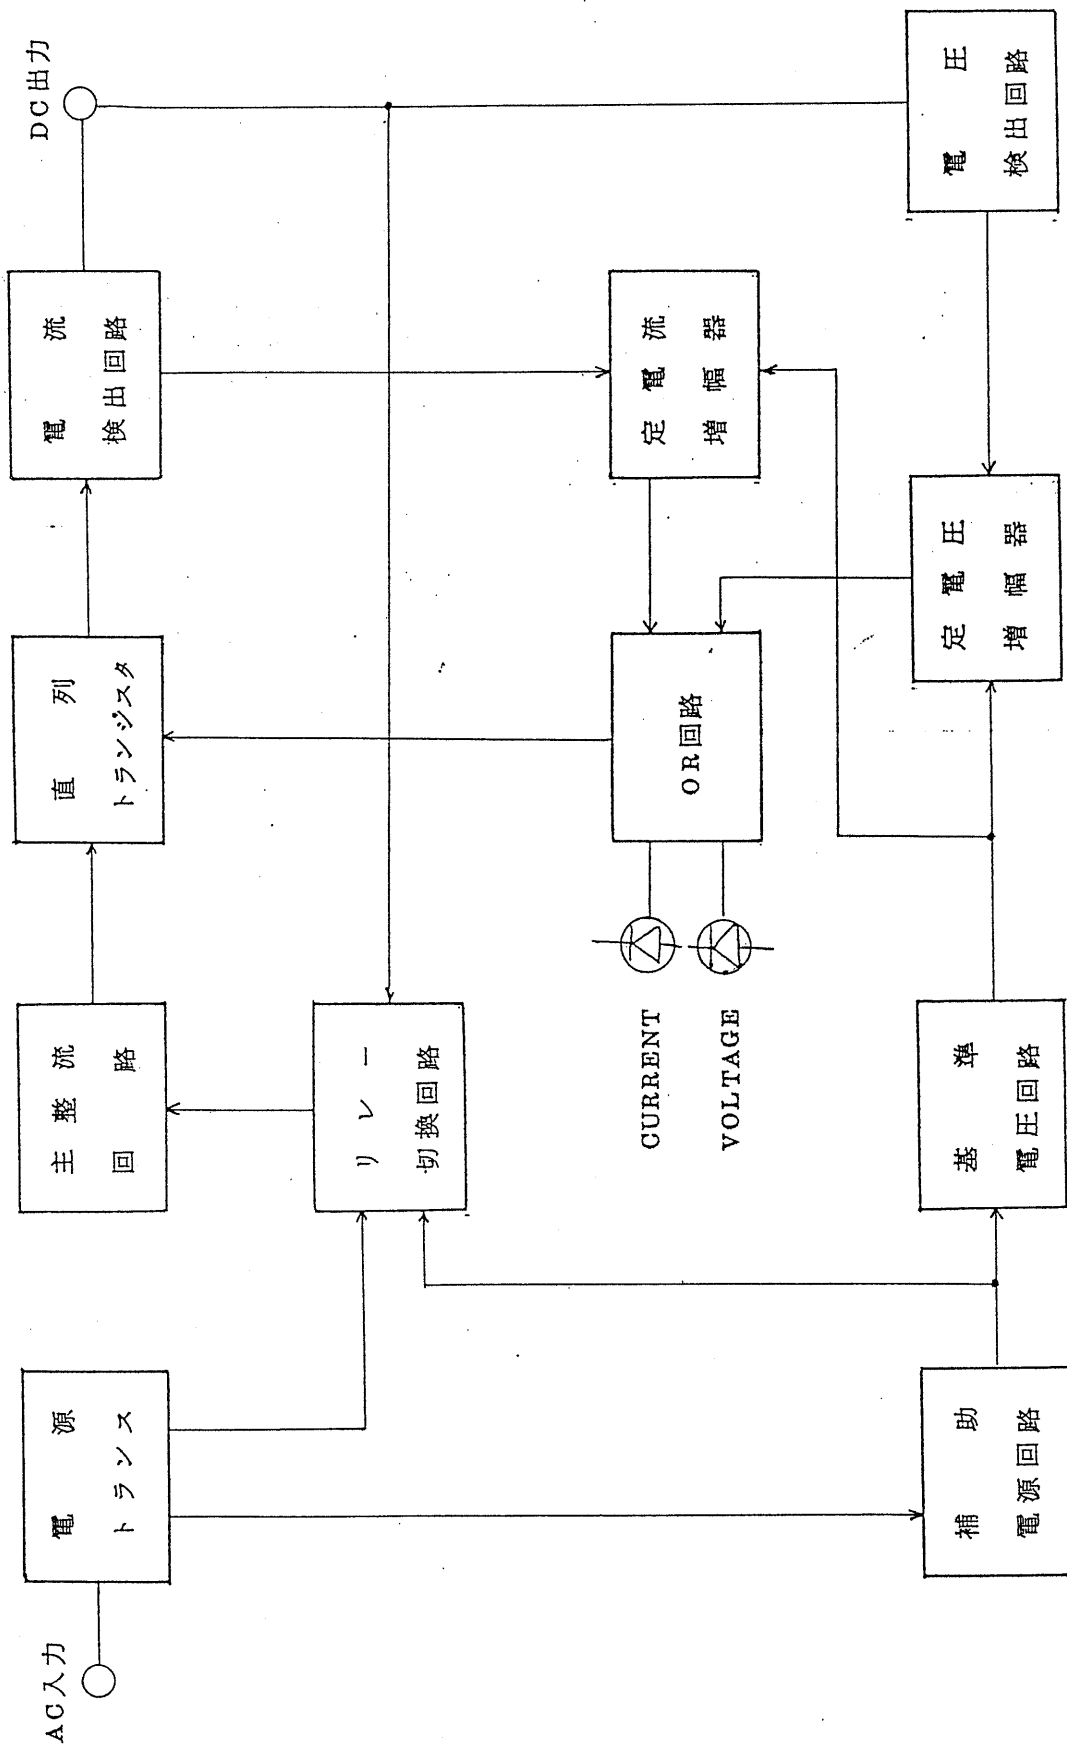 AC入力
電源
トランス
主整流
回路
直列
トランジスタ
電流
検出回路
DC出力
リレー
切換回路
CURRENT
VOLTAGE
OR回路
定電流
増幅器
補助
電源回路
基準
電圧回路
定電圧
増幅器
電圧
検出回路